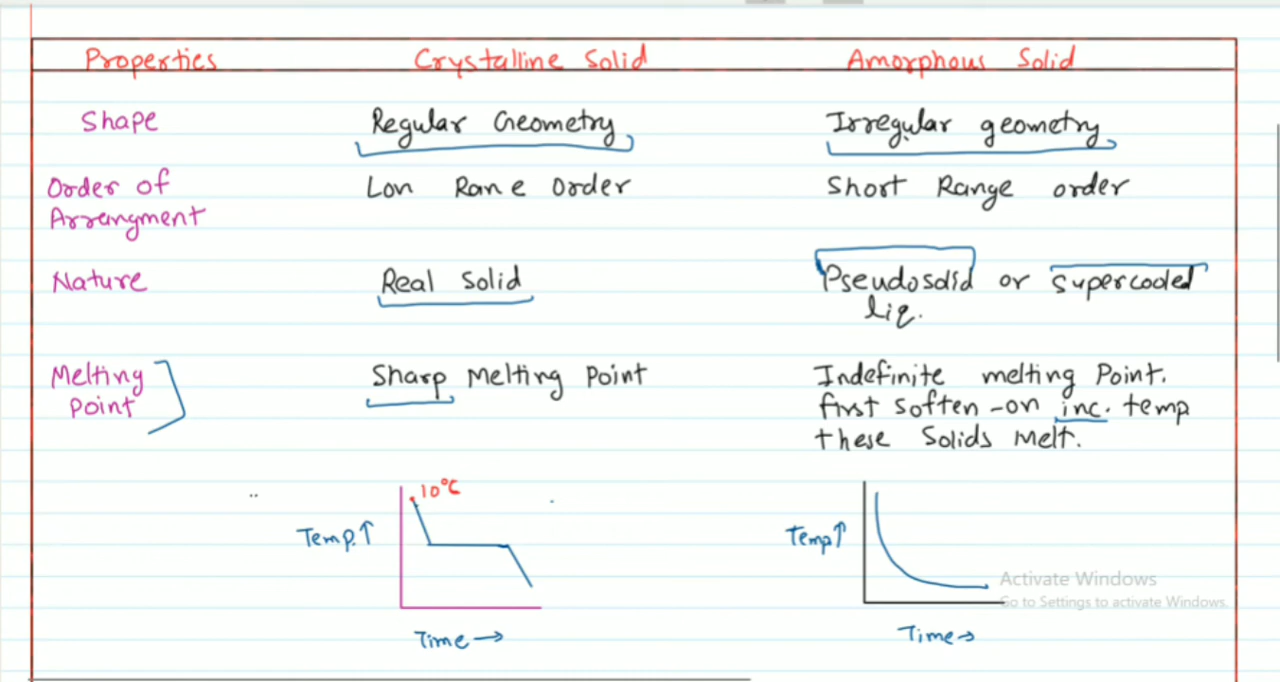 Properties Crystalline Solid Amorphous Solid
Shape Regular Geometry Irregular geometry
Order of Lon Rane Order Short Range order
Arrangment
Nature Real Solid Pseudosolid or supercooled
liq.
Melting Sharp Melting Point Indefinite melting Point.
Point first soften - on inc. temp
these Solids melt.
10°C
Temp.↑ Temp↑
Activate Windows
Go to Settings to activate Windows.
Time → Time →